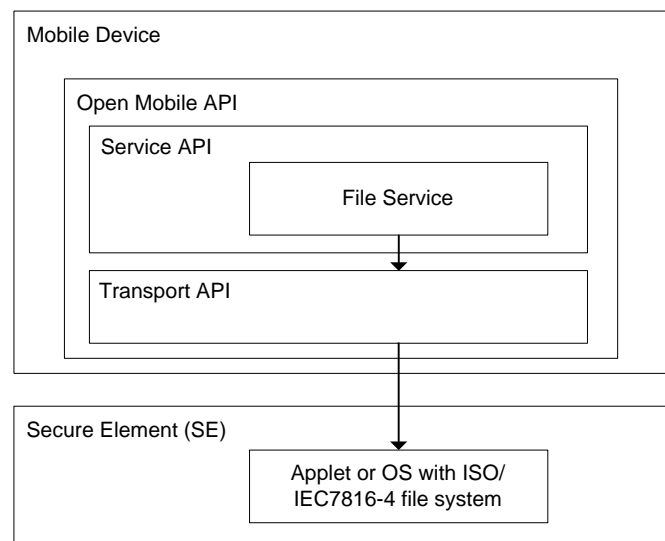 Mobile Device
Open Mobile API
Service API
File Service
Transport API
Secure Element (SE)
Applet or OS with ISO/
IEC7816-4 file system